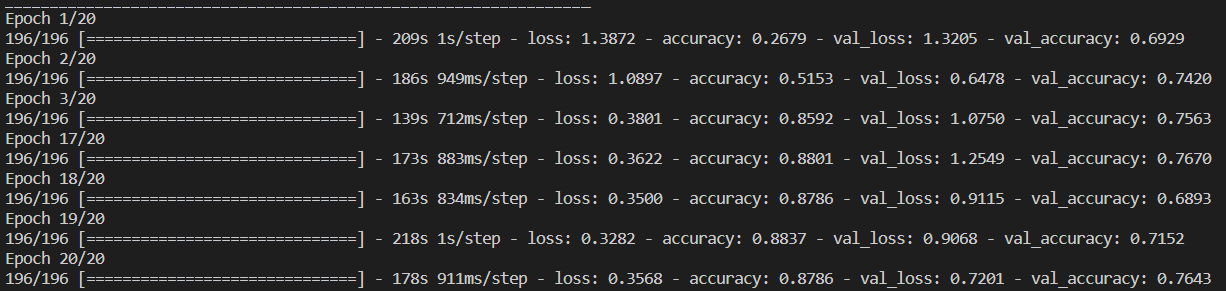 _________________________________________________________________
Epoch 1/20
196/196 [==============================] - 209s 1s/step - loss: 1.3872 - accuracy: 0.2679 - val_loss: 1.3205 - val_accuracy: 0.6929
Epoch 2/20
196/196 [==============================] - 186s 949ms/step - loss: 1.0897 - accuracy: 0.5153 - val_loss: 0.6478 - val_accuracy: 0.7420
Epoch 3/20
196/196 [==============================] - 139s 712ms/step - loss: 0.3801 - accuracy: 0.8592 - val_loss: 1.0750 - val_accuracy: 0.7563
Epoch 17/20
196/196 [==============================] - 173s 883ms/step - loss: 0.3622 - accuracy: 0.8801 - val_loss: 1.2549 - val_accuracy: 0.7670
Epoch 18/20
196/196 [==============================] - 163s 834ms/step - loss: 0.3500 - accuracy: 0.8786 - val_loss: 0.9115 - val_accuracy: 0.6893
Epoch 19/20
196/196 [==============================] - 218s 1s/step - loss: 0.3282 - accuracy: 0.8837 - val_loss: 0.9068 - val_accuracy: 0.7152
Epoch 20/20
196/196 [==============================] - 178s 911ms/step - loss: 0.3568 - accuracy: 0.8786 - val_loss: 0.7201 - val_accuracy: 0.7643